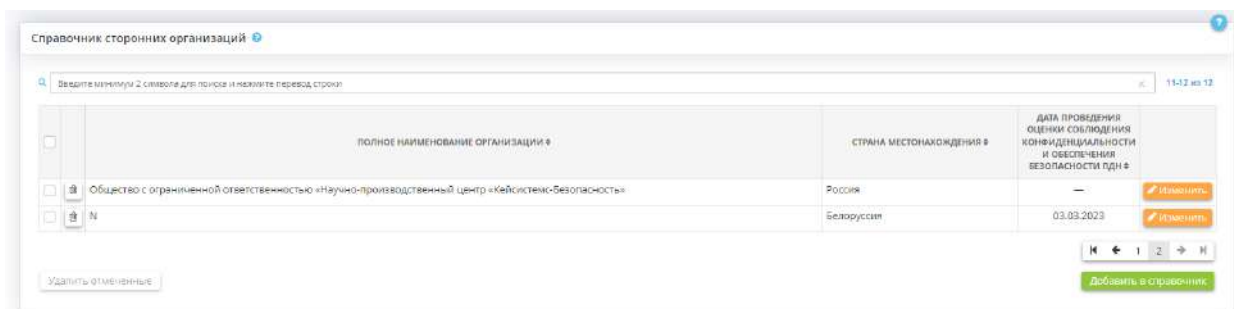 Справочник сторонних организаций ?
?
Введите минимум 2 символа для поиска и нажмите перевод строки × 11-12 из 12
ПОЛНОЕ НАИМЕНОВАНИЕ ОРГАНИЗАЦИИ
СТРАНА МЕСТОНАХОЖДЕНИЯ
ДАТА ПРОВЕДЕНИЯ
ОЦЕНКИ СОБЛЮДЕНИЯ
КОНФИДЕНЦИАЛЬНОСТИ
И ОБЕСПЕЧЕНИЯ
БЕЗОПАСНОСТИ ПДН
Общество с ограниченной ответственностью «Научно-производственный центр «Кейсистемс-Безопасность» Россия — Изменить
N Белоруссия 03.03.2023 Изменить
1 2
Удалить отмеченные Добавить в справочник